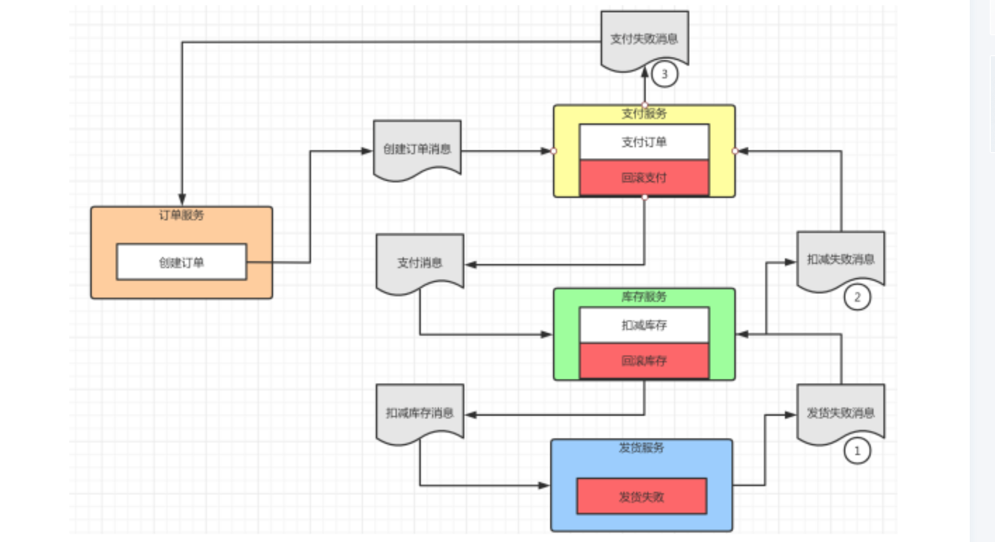 支付失败消息
3
支付服务
创建订单消息
支付订单
回滚支付
订单服务
创建订单
支付消息
扣减失败消息
2
库存服务
扣减库存
回滚库存
扣减库存消息
发货失败消息
1
发货服务
发货失败